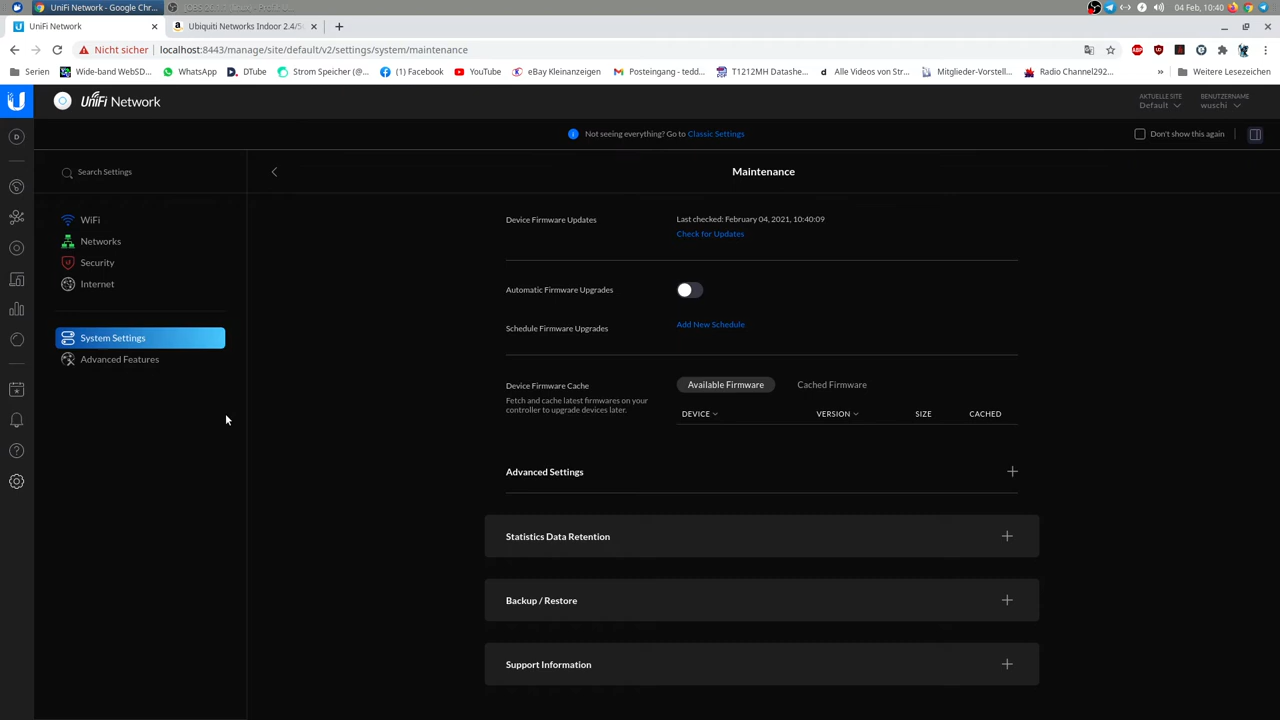 UniFi Network - Google Chr...
04 Feb, 10:40
UniFi Network
Ubiquiti Networks Indoor 2.4/5
Nicht sicher
localhost:8443/manage/site/default/v2/settings/system/maintenance
Serien
Wide-band WebSD...
WhatsApp
DTube
Strom Speicher (@...
(1) Facebook
YouTube
eBay Kleinanzeigen
Posteingang - tedd...
T1212MH Datashe...
Alle Videos von Str...
Mitglieder-Vorstell...
Radio Channel292...
»
Weitere Lesezeichen
UniFi Network
AKTUELLE SITE
Default
BENUTZERNAME
wuschi
Not seeing everything? Go to Classic Settings
Don't show this again
Search Settings
Maintenance
WiFi
Networks
Security
Internet
System Settings
Advanced Features
Device Firmware Updates
Last checked: February 04, 2021, 10:40:09
Check for Updates
Automatic Firmware Upgrades
Schedule Firmware Upgrades
Add New Schedule
Device Firmware Cache
Fetch and cache latest firmwares on your
controller to upgrade devices later.
Available Firmware
Cached Firmware
DEVICE
VERSION
SIZE
CACHED
Advanced Settings
Statistics Data Retention
Backup / Restore
Support Information